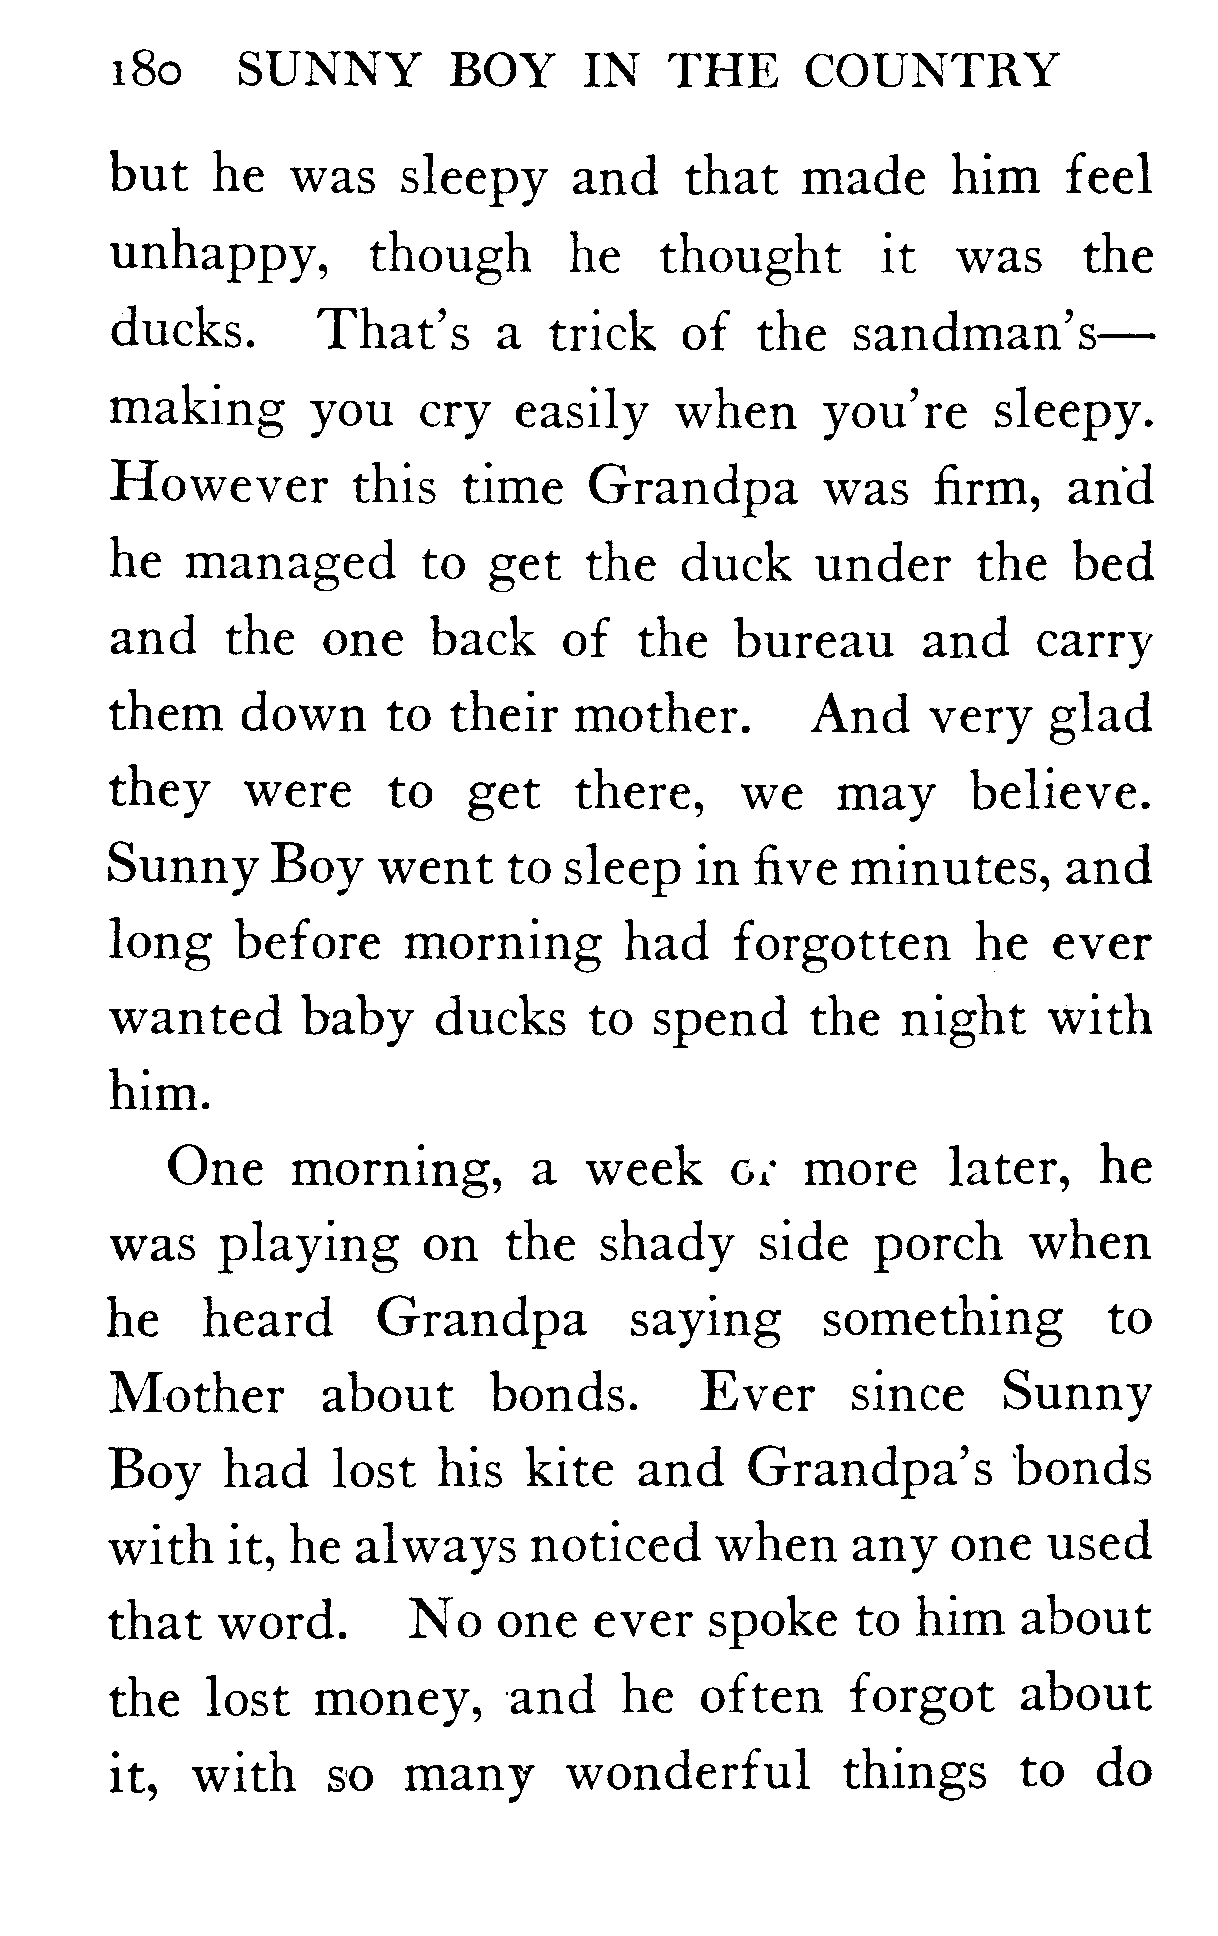 180 SUNNY BOY IN THE COUNTRY
but he was sleepy and that made him feel
unhappy, though he thought it was the
ducks. That's a trick of the sandman's—
making you cry easily when you're sleepy.
However this time Grandpa was firm, and
he managed to get the duck under the bed
and the one back of the bureau and carry
them down to their mother. And very glad
they were to get there, we may believe.
Sunny Boy went to sleep in five minutes, and
long before morning had forgotten he ever
wanted baby ducks to spend the night with
him.
One morning, a week or more later, he
was playing on the shady side porch when
he heard Grandpa saying something to
Mother about bonds. Ever since Sunny
Boy had lost his kite and Grandpa's bonds
with it, he always noticed when any one used
that word. No one ever spoke to him about
the lost money, and he often forgot about
it, with so many wonderful things to do